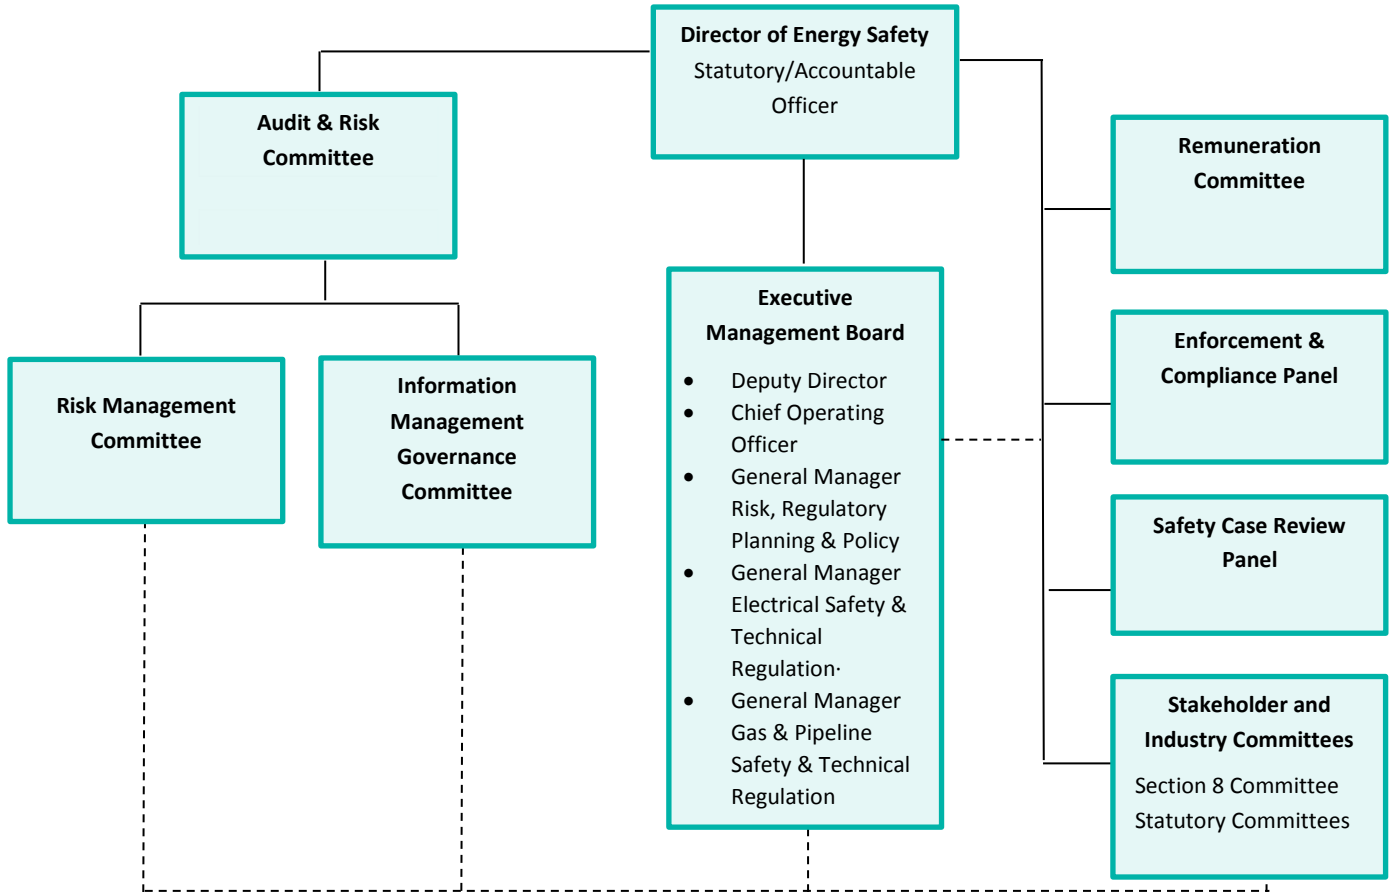 Director of Energy Safety
Statutory/Accountable
Officer
Audit & Risk
Committee
Remuneration
Committee
Executive
Management Board
• Deputy Director
• Chief Operating
Officer
• General Manager
Risk, Regulatory
Planning & Policy
• General Manager
Electrical Safety &
Technical
Regulation·
• General Manager
Gas & Pipeline
Safety & Technical
Regulation
Enforcement &
Compliance Panel
Risk Management
Committee
Information
Management
Governance
Committee
Safety Case Review
Panel
Stakeholder and
Industry Committees
Section 8 Committee
Statutory Committees